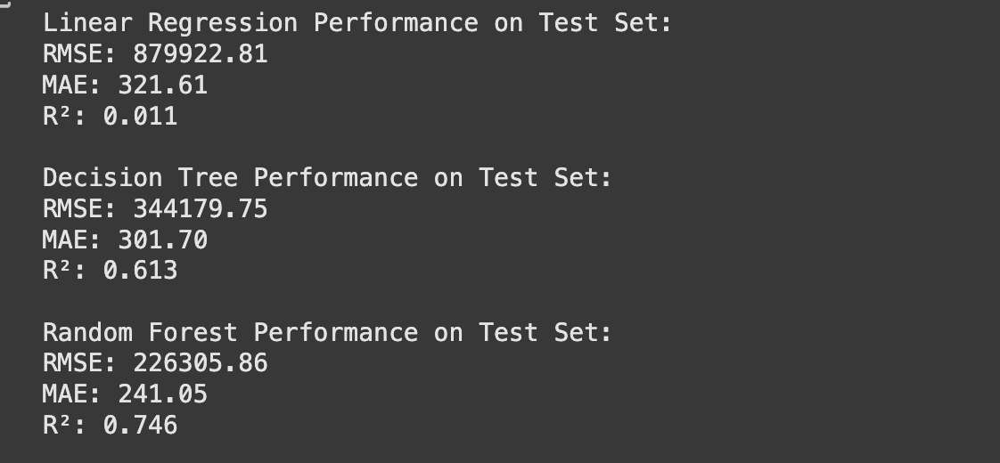 Linear Regression Performance on Test Set:
RMSE: 879922.81
MAE: 321.61
R²: 0.011
Decision Tree Performance on Test Set:
RMSE: 344179.75
MAE: 301.70
R²: 0.613
Random Forest Performance on Test Set:
RMSE: 226305.86
MAE: 241.05
R²: 0.746